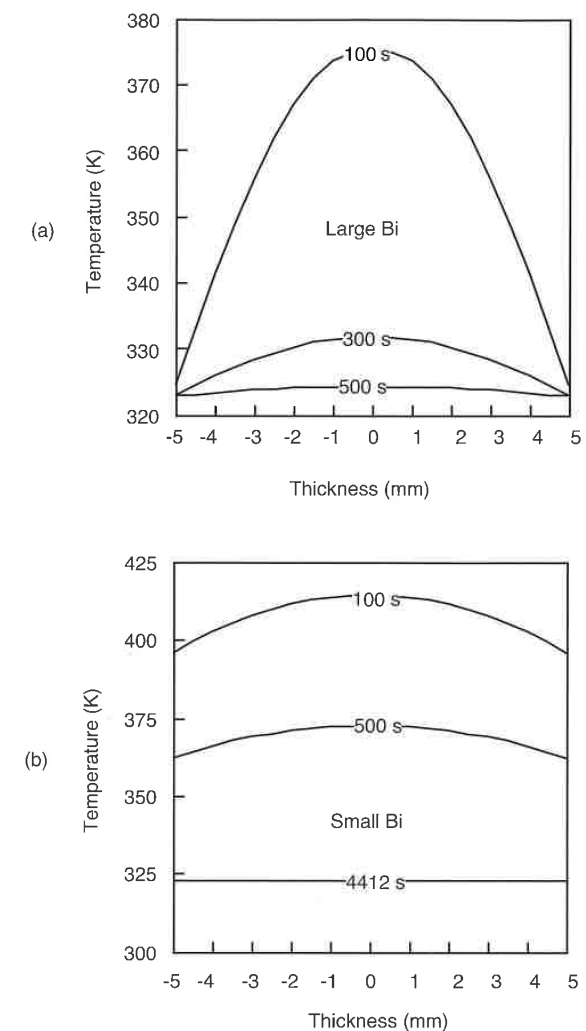 380
370
360
350
340
330
320
Temperature (K)
(a)
100 s
Large Bi
300 s
500 s
-5 -4 -3 -2 -1 0 1 2 3 4 5
Thickness (mm)
425
400
375
350
325
300
Temperature (K)
(b)
100 s
500 s
Small Bi
4412 s
-5 -4 -3 -2 -1 0 1 2 3 4 5
Thickness (mm)